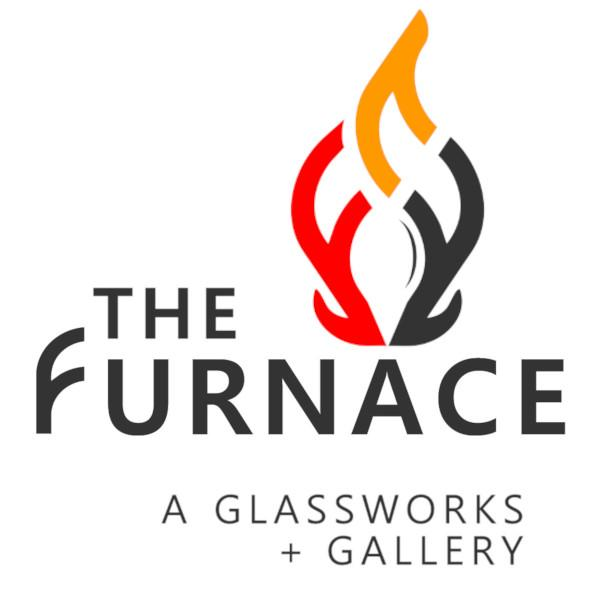 THE
FURNACE
A GLASSWORKS
+ GALLERY